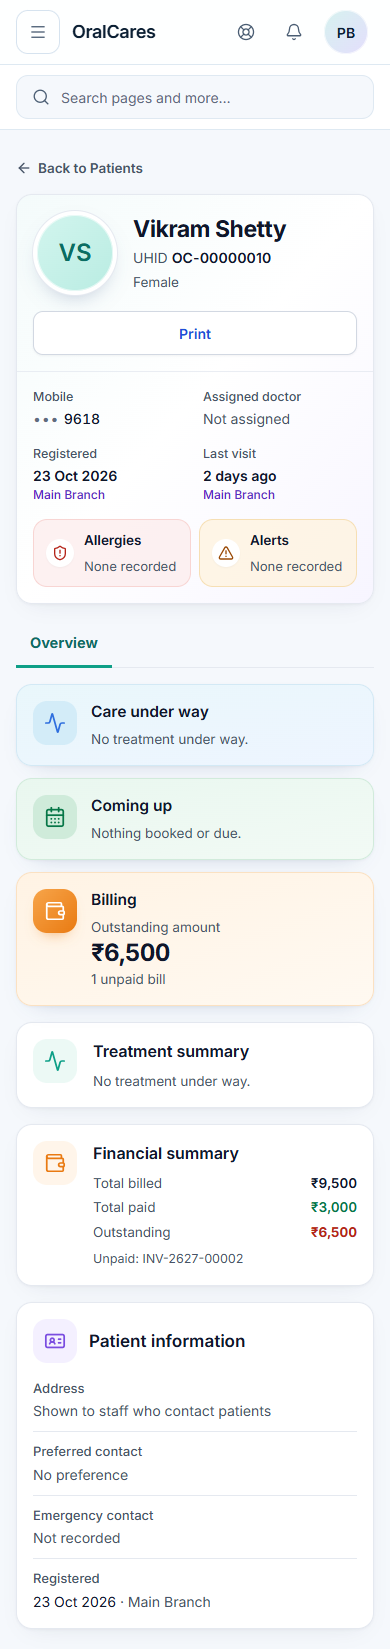 OralCares
PB
Search pages and more...
Back to Patients
VS
Vikram Shetty
UHID OC-00000010
Female
Print
Mobile
••• 9618
Assigned doctor
Not assigned
Registered
23 Oct 2026
Main Branch
Last visit
2 days ago
Main Branch
Allergies
None recorded
Alerts
None recorded
Overview
Care under way
No treatment under way.
Coming up
Nothing booked or due.
Billing
Outstanding amount
₹6,500
1 unpaid bill
Treatment summary
No treatment under way.
Financial summary
Total billed ₹9,500
Total paid ₹3,000
Outstanding ₹6,500
Unpaid: INV-2627-00002
Patient information
Address
Shown to staff who contact patients
Preferred contact
No preference
Emergency contact
Not recorded
Registered
23 Oct 2026 · Main Branch